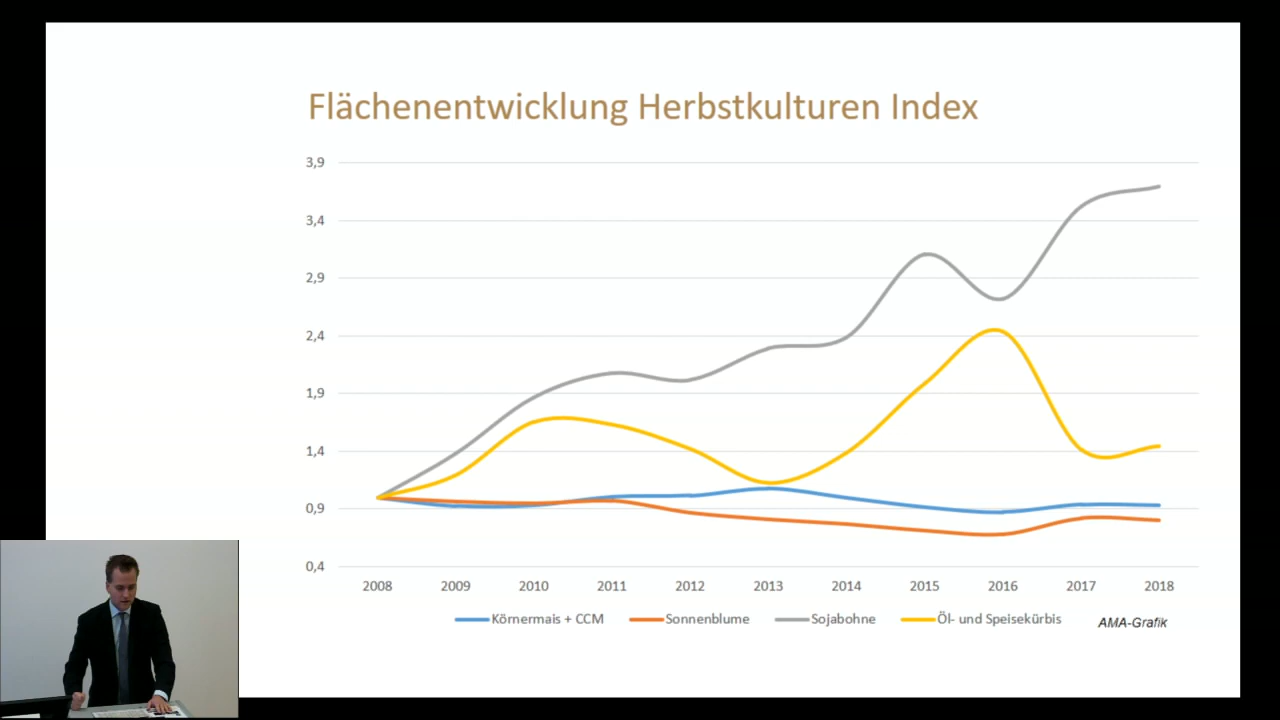 Flächenentwicklung Herbstkulturen Index
3,9
3,4
2,9
2,4
1,9
1,4
0,9
0,4
2008 2009 2010 2011 2012 2013 2014 2015 2016 2017 2018
Körnermais + CCM Sonnenblume Sojabohne Öl- und Speisekürbis AMA-Grafik